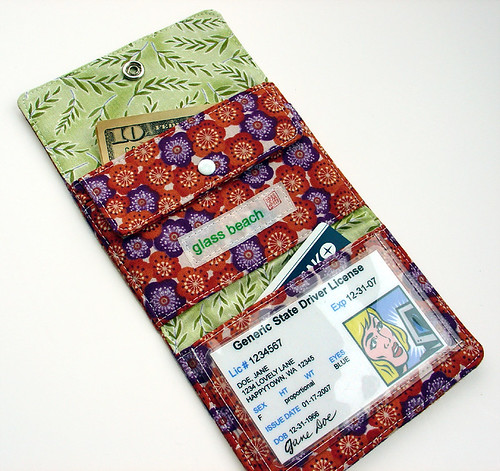 10
glass beach
K+
Generic State Driver License
Lic# 1234567
Exp 12-31-07
DOE, JANE
1234 LOVELY LANE
HAPPYTOWN, WA 12345
SEX HT WT EYES
F proportional BLUE
ISSUE DATE 01-17-2007
DOB 12-31-1966
Jane Doe